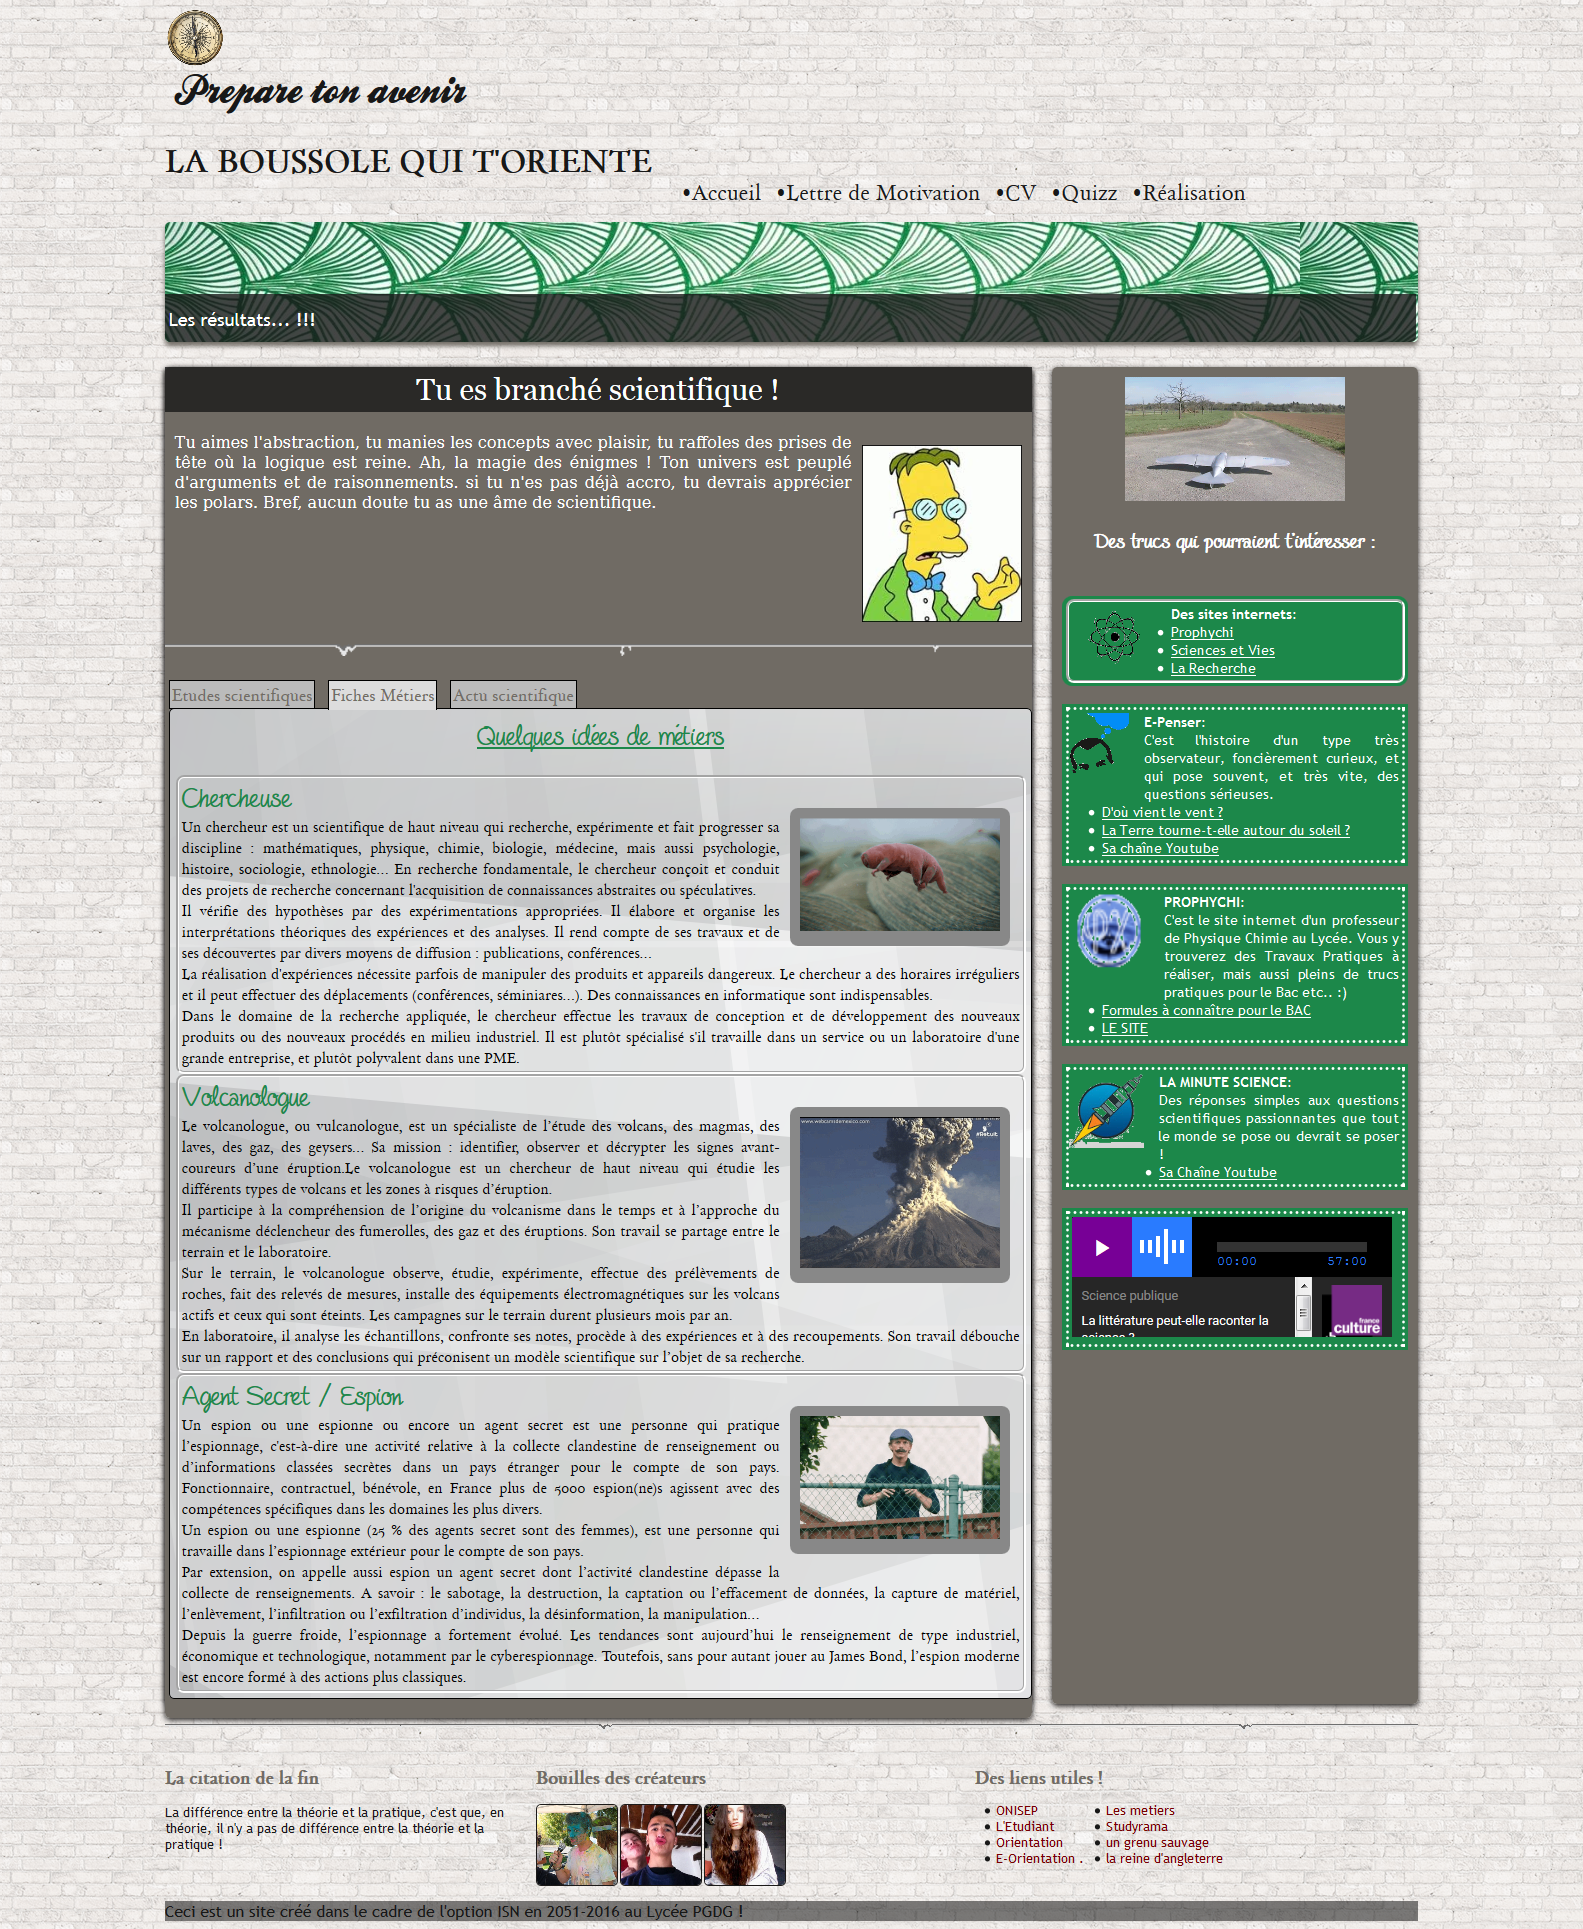 Prepare ton avenir
LA BOUSSOLE QUI T'ORIENTE
•Accueil •Lettre de Motivation •CV •Quizz •Réalisation
Les résultats... !!!
Tu es branché scientifique !
Tu aimes l'abstraction, tu manies les concepts avec plaisir, tu raffoles des prises de
tête où la logique est reine. Ah, la magie des énigmes ! Ton univers est peuplé
d'arguments et de raisonnements. si tu n'es pas déjà accro, tu devrais apprécier
les polars. Bref, aucun doute tu as une âme de scientifique.
Etudes scientifiques
Fiches Métiers
Actu scientifique
Quelques idées de métiers
Chercheuse
Un chercheur est un scientifique de haut niveau qui recherche, expérimente et fait progresser sa
discipline : mathématiques, physique, chimie, biologie, médecine, mais aussi psychologie,
histoire, sociologie, ethnologie... En recherche fondamentale, le chercheur conçoit et conduit
des projets de recherche concernant l'acquisition de connaissances abstraites ou spéculatives.
Il vérifie des hypothèses par des expérimentations appropriées. Il élabore et organise les
interprétations théoriques des expériences et des analyses. Il rend compte de ses travaux et de
ses découvertes par divers moyens de diffusion : publications, conférences...
La réalisation d'expériences nécessite parfois de manipuler des produits et appareils dangereux. Le chercheur a des horaires irréguliers
et il peut effectuer des déplacements (conférences, séminiares...). Des connaissances en informatique sont indispensables.
Dans le domaine de la recherche appliquée, le chercheur effectue les travaux de conception et de développement des nouveaux
produits ou des nouveaux procédés en milieu industriel. Il est plutôt spécialisé s'il travaille dans un service ou un laboratoire d'une
grande entreprise, et plutôt polyvalent dans une PME.
Volcanologue
Le volcanologue, ou vulcanologue, est un spécialiste de l’étude des volcans, des magmas, des
laves, des gaz, des geysers... Sa mission : identifier, observer et décrypter les signes avant-
coureurs d’une éruption.Le volcanologue est un chercheur de haut niveau qui étudie les
différents types de volcans et les zones à risques d’éruption.
Il participe à la compréhension de l’origine du volcanisme dans le temps et à l’approche du
mécanisme déclencheur des fumerolles, des gaz et des éruptions. Son travail se partage entre le
terrain et le laboratoire.
Sur le terrain, le volcanologue observe, étudie, expérimente, effectue des prélèvements de
roches, fait des relevés de mesures, installe des équipements électromagnétiques sur les volcans
actifs et ceux qui sont éteints. Les campagnes sur le terrain durent plusieurs mois par an.
En laboratoire, il analyse les échantillons, confronte ses notes, procède à des expériences et à des recoupements. Son travail débouche
sur un rapport et des conclusions qui préconisent un modèle scientifique sur l’objet de sa recherche.
www.webcamsdemexico.com
Agent Secret / Espion
Un espion ou une espionne ou encore un agent secret est une personne qui pratique
l’espionnage, c’est-à-dire une activité relative à la collecte clandestine de renseignement ou
d’informations classées secrètes dans un pays étranger pour le compte de son pays.
Fonctionnaire, contractuel, bénévole, en France plus de 5000 espion(ne)s agissent avec des
compétences spécifiques dans les domaines les plus divers.
Un espion ou une espionne (25 % des agents secret sont des femmes), est une personne qui
travaille dans l’espionnage extérieur pour le compte de son pays.
Par extension, on appelle aussi espion un agent secret dont l’activité clandestine dépasse la
collecte de renseignements. A savoir : le sabotage, la destruction, la captation ou l’effacement de données, la capture de matériel,
l’enlèvement, l’infiltration ou l’exfiltration d’individus, la désinformation, la manipulation...
Depuis la guerre froide, l’espionnage a fortement évolué. Les tendances sont aujourd’hui le renseignement de type industriel,
économique et technologique, notamment par le cyberespionnage. Toutefois, sans pour autant jouer au James Bond, l’espion moderne
est encore formé à des actions plus classiques.
Des trucs qui pourraient t'intéresser :
Des sites internets:
• Prophychi
• Sciences et Vies
• La Recherche
E-Penser:
C'est l'histoire d'un type très
observateur, foncièrement curieux, et
qui pose souvent, et très vite, des
questions sérieuses.
• D'où vient le vent ?
• La Terre tourne-t-elle autour du soleil ?
• Sa chaîne Youtube
PROPHYCHI:
C'est le site internet d'un professeur
de Physique Chimie au Lycée. Vous y
trouverez des Travaux Pratiques à
réaliser, mais aussi pleins de trucs
pratiques pour le Bac etc.. :)
• Formules à connaître pour le BAC
• LE SITE
LA MINUTE SCIENCE:
Des réponses simples aux questions
scientifiques passionnantes que tout
le monde se pose ou devrait se poser
!
• Sa Chaîne Youtube
00:00 57:00
Science publique
La littérature peut-elle raconter la
science ?
france
culture
La citation de la fin
La différence entre la théorie et la pratique, c'est que, en
théorie, il n'y a pas de différence entre la théorie et la
pratique !
Bouilles des créateurs
Des liens utiles !
• ONISEP
• L'Etudiant
• Orientation
• E-Orientation .
• Les metiers
• Studyrama
• un grenu sauvage
• la reine d'angleterre
Ceci est un site créé dans le cadre de l'option ISN en 2051-2016 au Lycée PGDG !